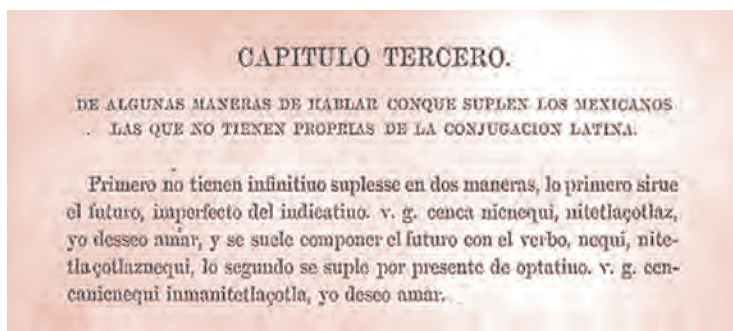 CAPITULO TERCERO.
DE ALGUNAS MANERAS DE HABLAR CONQUE SUPLEN LOS MEXICANOS
LAS QUE NO TIENEN PROPRIAS DE LA CONJUGACION LATINA.
Primero no tienen infinitiuo suplesse en dos maneras, lo primero sirue
el futuro, imperfecto del indicatiuo. v. g. cenca nicnequi, nitetlaçotlaz,
yo desseo amar, y se suele componer el futuro con el verbo, nequi, nite-
tlaçotlaznequi, lo segundo se suple por presente de optatiuo. v. g. cen-
canicnequi inmanitetlaçotla, yo deseo amar.